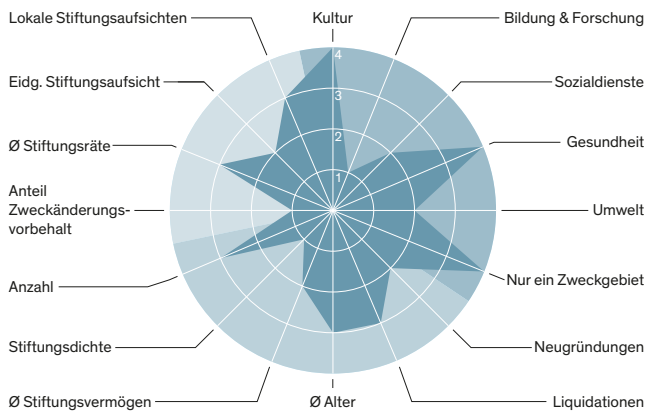 Lokale Stiftungsaufsichten
Kultur
Bildung & Forschung
4
Eidg. Stiftungsaufsicht
Sozialdienste
3
Ø Stiftungsräte
2
Gesundheit
1
Anteil
Zweckänderungs-
vorbehalt
Umwelt
Anzahl
Nur ein Zweckgebiet
Stiftungsdichte
Neugründungen
Ø Stiftungsvermögen
Ø Alter
Liquidationen